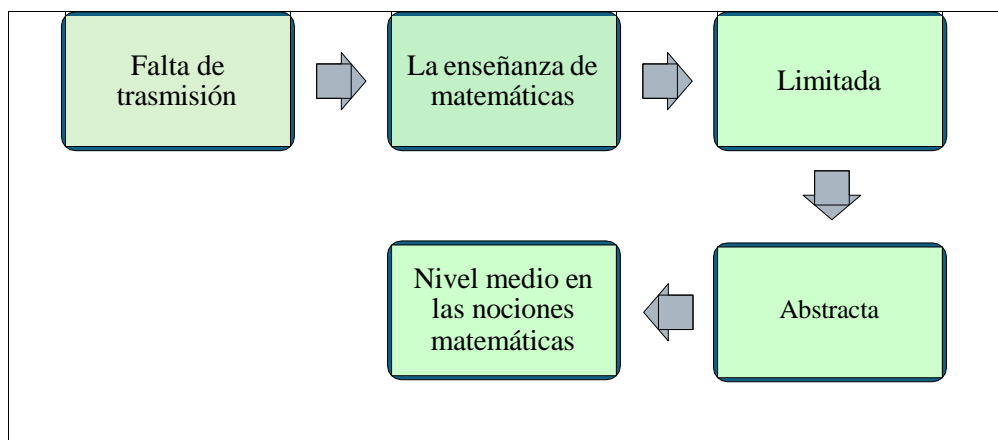 Falta de
trasmisión
La enseñanza de
matemáticas
Limitada
Abstracta
Nivel medio en
las nociones
matemáticas